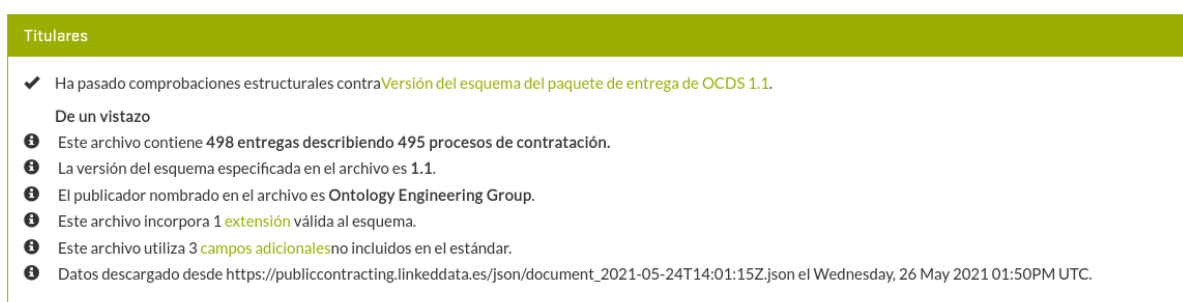 Titulares
Ha pasado comprobaciones estructurales contraVersión del esquema del paquete de entrega de OCDS 1.1.
De un vistazo
Este archivo contiene 498 entregas describiendo 495 procesos de contratación.
La versión del esquema especificada en el archivo es 1.1.
El publicador nombrado en el archivo es Ontology Engineering Group.
Este archivo incorpora 1 extensión válida al esquema.
Este archivo utiliza 3 campos adicionalesno incluidos en el estándar.
Datos descargado desde https://publiccontracting.linkeddata.es/json/document_2021-05-24T14:01:15Z.json el Wednesday, 26 May 2021 01:50PM UTC.